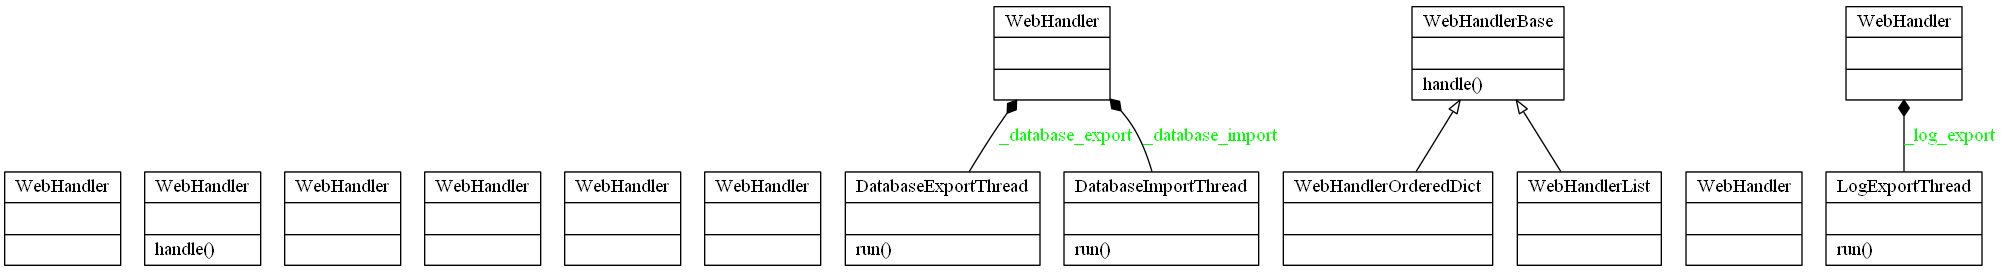 WebHandler
WebHandlerBase
handle()
WebHandler
_database_export
_database_import
_log_export
WebHandler
WebHandler
handle()
WebHandler
WebHandler
WebHandler
WebHandler
DatabaseExportThread
run()
DatabaseImportThread
run()
WebHandlerOrderedDict
WebHandlerList
WebHandler
LogExportThread
run()